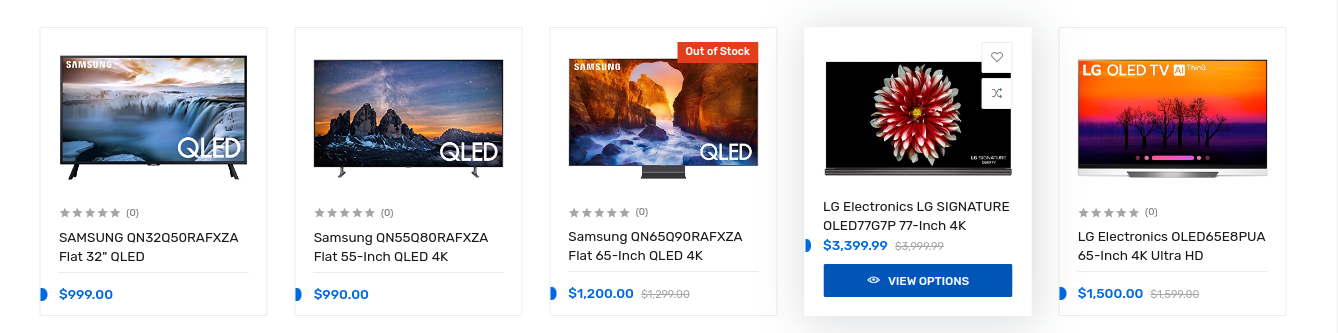 SAMSUNG
QLED
(0)
SAMSUNG QN32Q50RAFXZA
Flat 32" QLED
$999.00
QLED
(0)
Samsung QN55Q80RAFXZA
Flat 55-Inch QLED 4K
$990.00
Out of Stock
SAMSUNG
QLED
(0)
Samsung QN65Q90RAFXZA
Flat 65-Inch QLED 4K
$1,200.00 $1,299.00
LG SIGNATURE
LG Electronics LG SIGNATURE
OLED77G7P 77-Inch 4K
$3,399.99 $3,999.99
VIEW OPTIONS
LG OLED TV AI ThinQ
(0)
LG Electronics OLED65E8PUA
65-Inch 4K Ultra HD
$1,500.00 $1,599.00